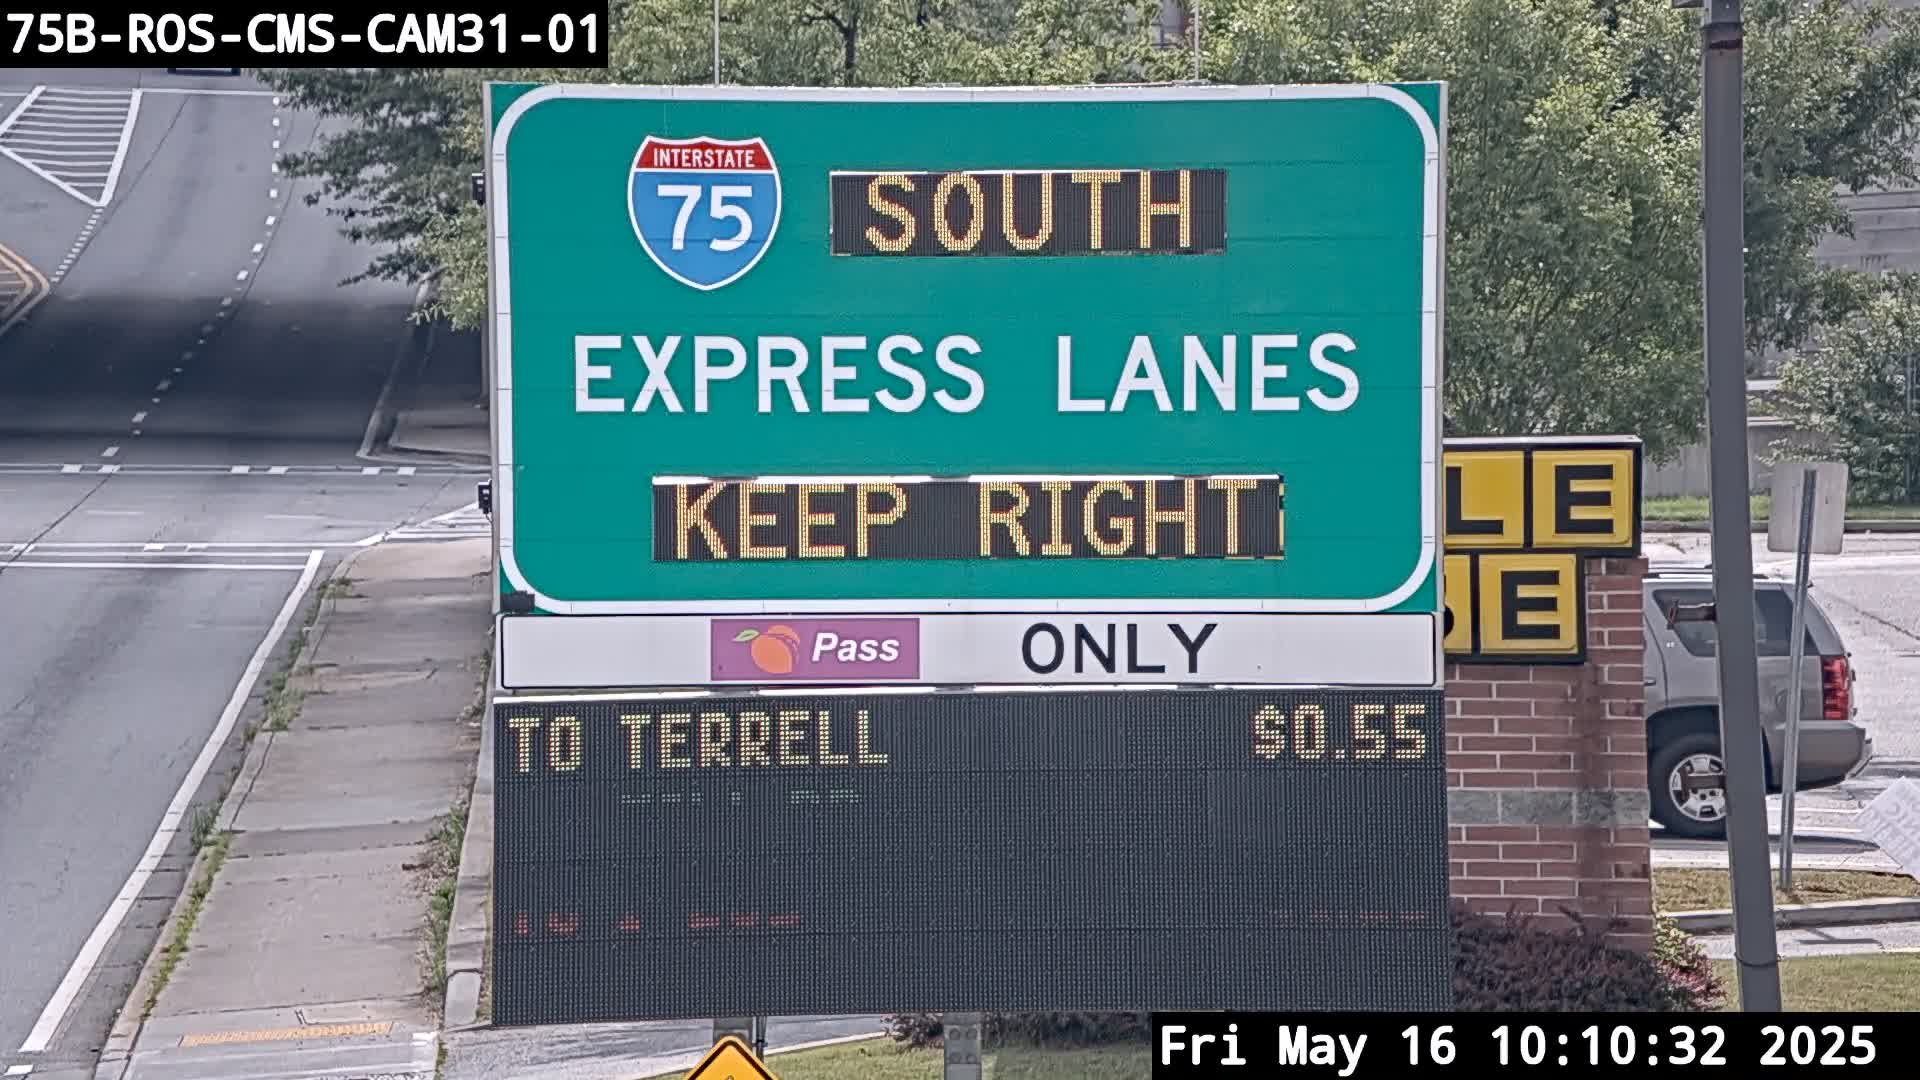 75B-ROS-CMS-CAM31-01
INTERSTATE
75
SOUTH
EXPRESS LANES
KEEP RIGHT
LE
E
Pass ONLY
TO TERRELL $0.55
Fri May 16 10:10:32 2025